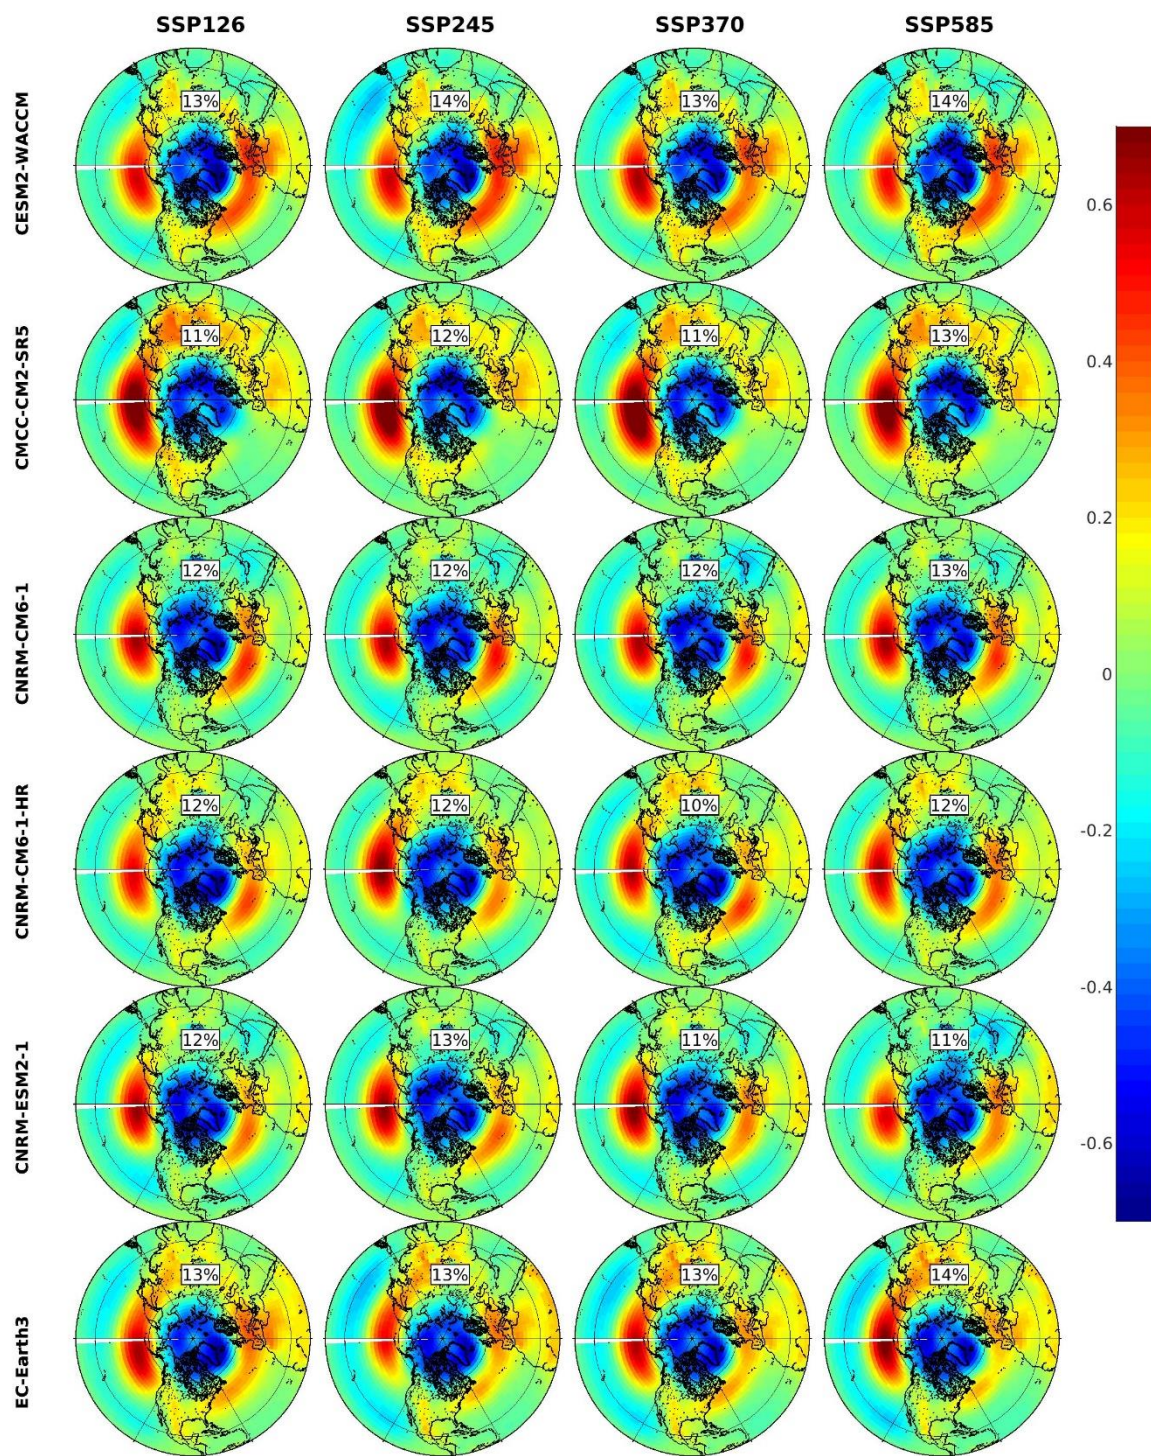 SSP126 SSP245 SSP370 SSP585
CESM2-WACCM
13% 14% 13% 14%
CMCC-CM2-SR5
11% 12% 11% 13%
CNRM-CM6-1
12% 12% 12% 13%
CNRM-CM6-1-HR
12% 12% 10% 12%
CNRM-ESM2-1
12% 13% 11% 11%
EC-Earth3
13% 13% 13% 14%
0.6
0.4
0.2
0
-0.2
-0.4
-0.6